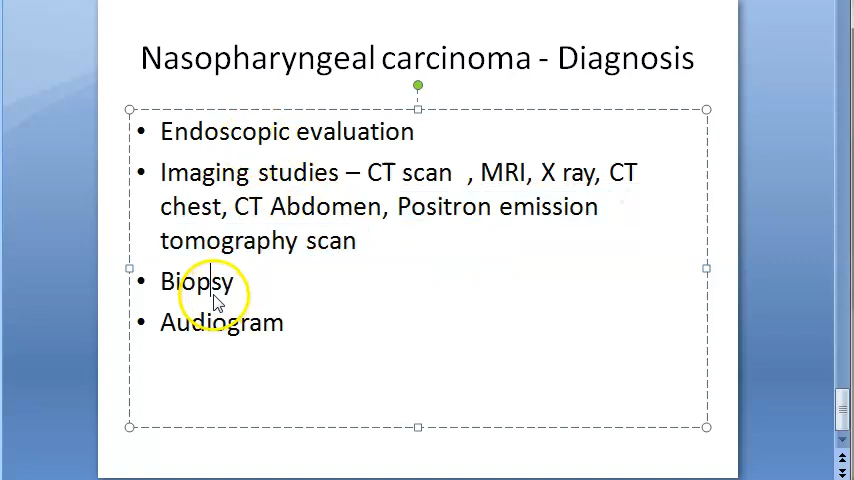 Nasopharyngeal carcinoma - Diagnosis
• Endoscopic evaluation
• Imaging studies – CT scan , MRI, X ray, CT
chest, CT Abdomen, Positron emission
tomography scan
• Biopsy
• Audiogram